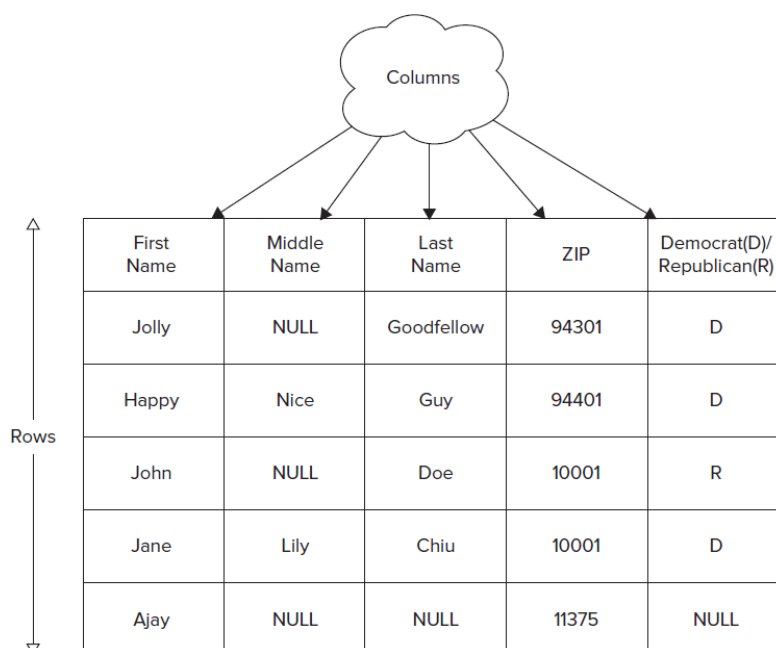 Columns
First
Name
Middle
Name
Last
Name
ZIP
Democrat(D)/
Republican(R)
Jolly NULL Goodfellow 94301 D
Happy Nice Guy 94401 D
Rows
John NULL Doe 10001 R
Jane Lily Chiu 10001 D
Ajay NULL NULL 11375 NULL